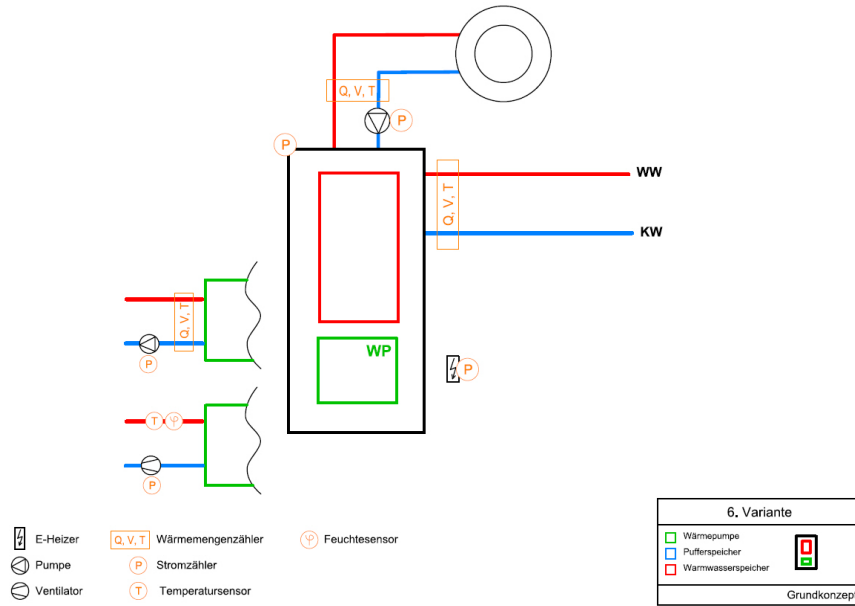 Q, V, T
P
P
WW
Q, V, T
KW
Q, V, T
P
WP
P
T φ
P
E-Heizer
Q, V, T Wärmemengenzähler
φ Feuchtesensor
Pumpe
P Stromzähler
Ventilator
T Temperatursensor
6. Variante
Wärmepumpe
Pufferspeicher
Warmwasserspeicher
Grundkonzept